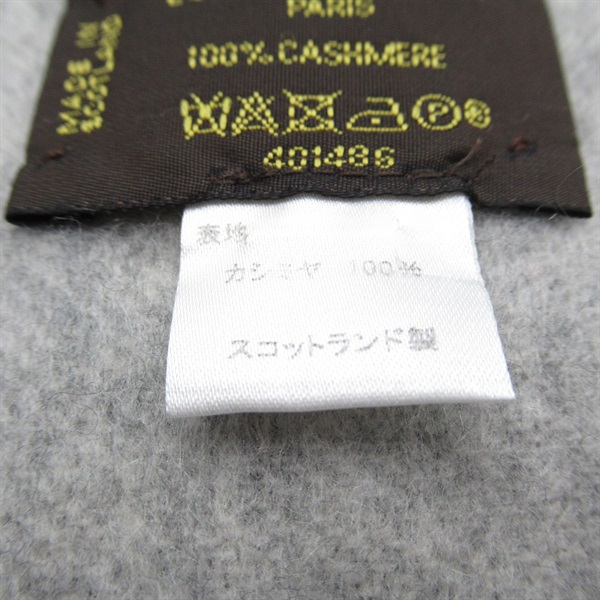 PARIS
100% CASHMERE
MADE IN
SCOTLAND
401486
表地
カシミヤ 100%
スコットランド製